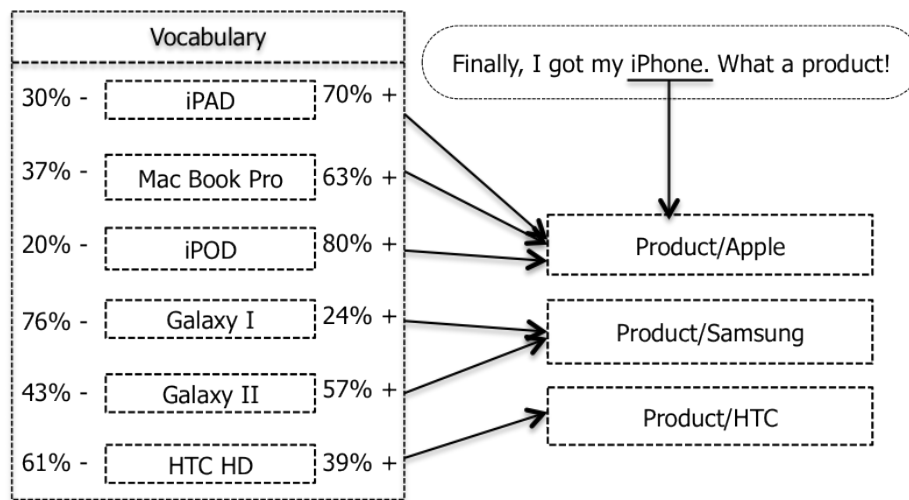 Vocabulary
Finally, I got my iPhone. What a product!
30% - iPAD 70% +
37% - Mac Book Pro 63% +
20% - iPOD 80% +
76% - Galaxy I 24% +
43% - Galaxy II 57% +
61% - HTC HD 39% +
Product/Apple
Product/Samsung
Product/HTC